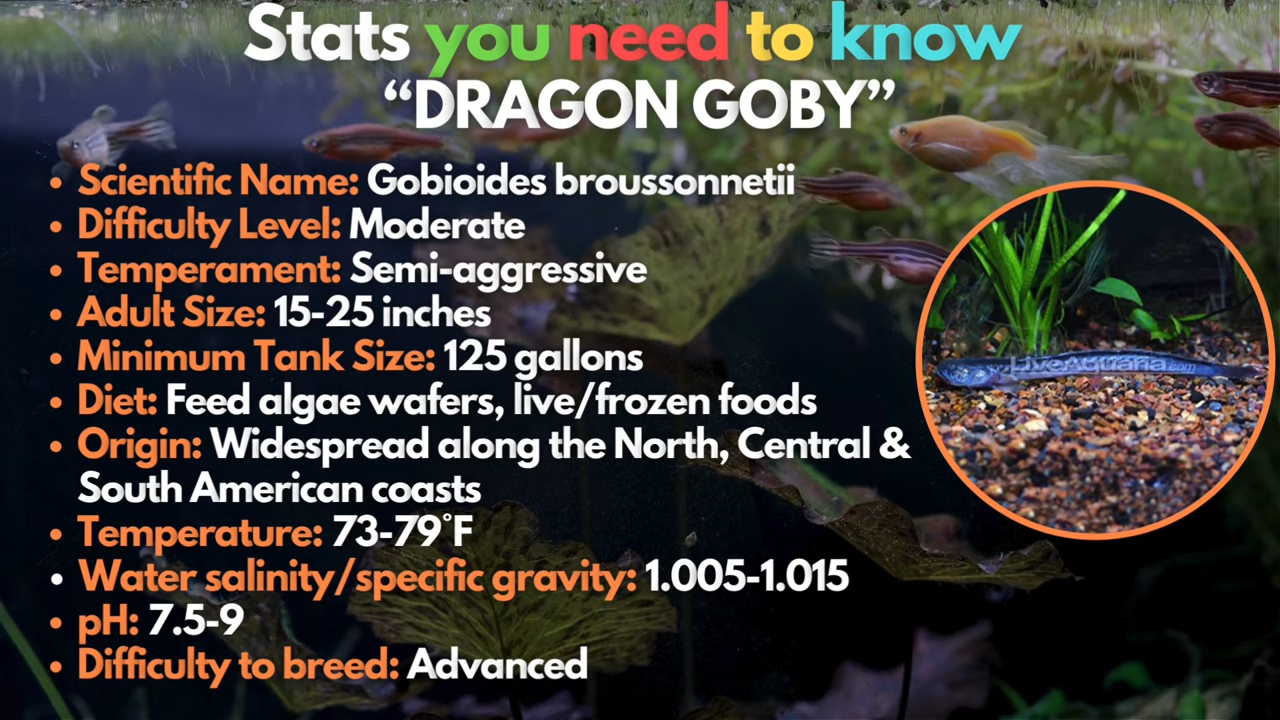 Stats you need to know
“DRAGON GOBY”
• Scientific Name: Gobioides broussonnetii
• Difficulty Level: Moderate
• Temperament: Semi-aggressive
• Adult Size: 15-25 inches
• Minimum Tank Size: 125 gallons
• Diet: Feed algae wafers, live/frozen foods
• Origin: Widespread along the North, Central &
South American coasts
• Temperature: 73-79°F
• Water salinity/specific gravity: 1.005-1.015
• pH: 7.5-9
• Difficulty to breed: Advanced
LiveAquaria.com